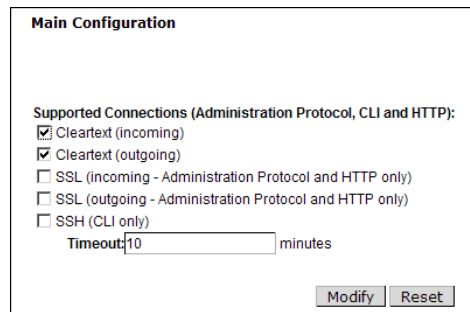 Main Configuration
Supported Connections (Administration Protocol, CLI and HTTP):
Cleartext (incoming)
Cleartext (outgoing)
SSL (incoming - Administration Protocol and HTTP only)
SSL (outgoing - Administration Protocol and HTTP only)
SSH (CLI only)
Timeout:10 minutes
Modify Reset